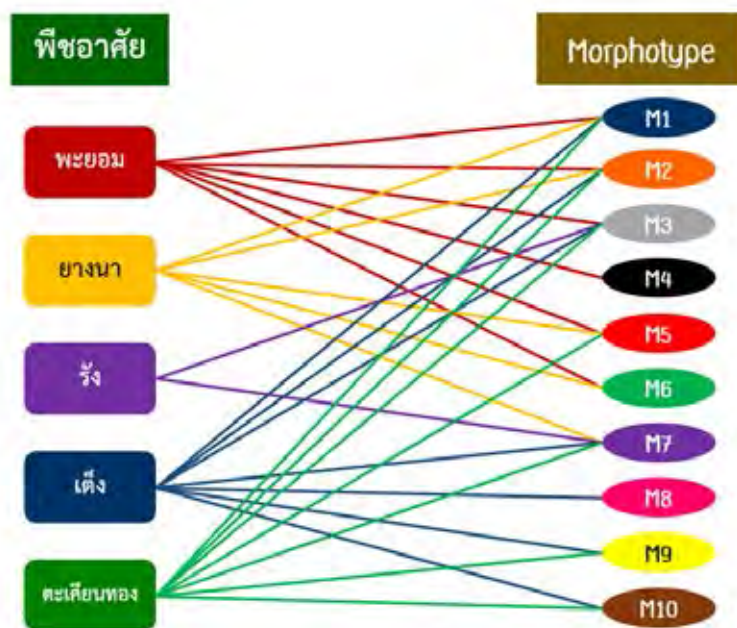 พืชอาศัย
Morphotype
พะยอม
ยางนา
รัง
เต็ง
ตะเคียนทอง
M1
M2
M3
M4
M5
M6
M7
M8
M9
M10